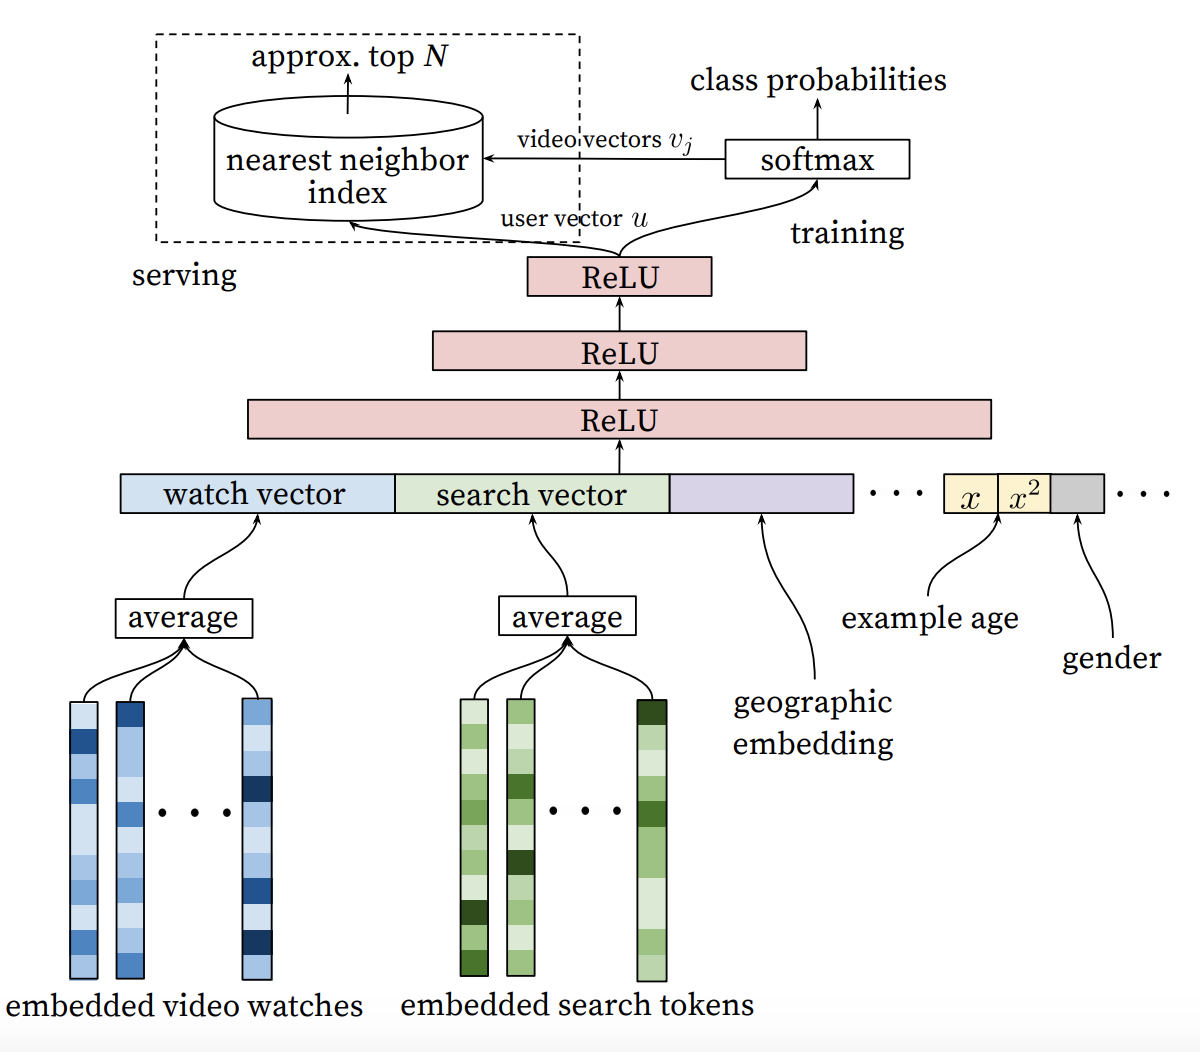 approx. top N
class probabilities
video vectors v_j
nearest neighbor
index
softmax
user vector u
training
serving
ReLU
ReLU
ReLU
watch vector
search vector
. . .
x
x²
. . .
average
average
example age
gender
geographic
embedding
. . .
. . .
embedded video watches
embedded search tokens